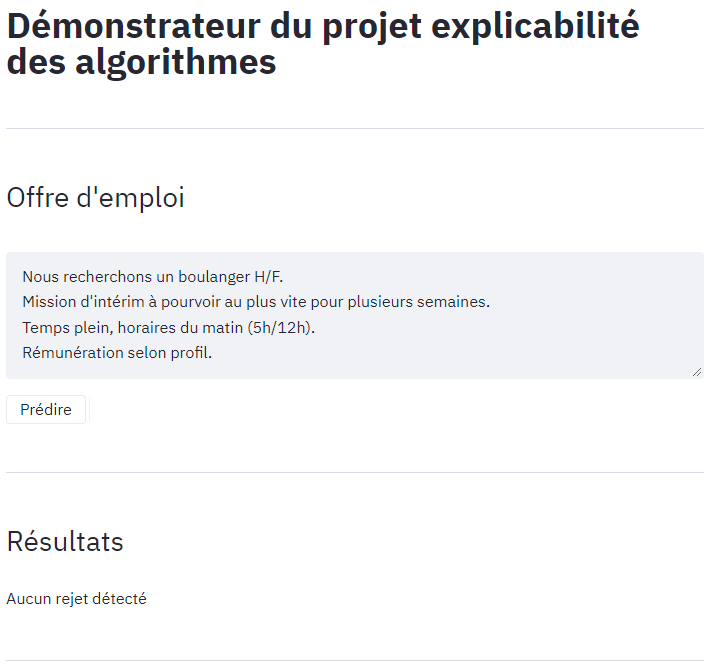 Démonstrateur du projet explicabilité
des algorithmes
Offre d'emploi
Nous recherchons un boulanger H/F.
Mission d'intérim à pourvoir au plus vite pour plusieurs semaines.
Temps plein, horaires du matin (5h/12h).
Rémunération selon profil.
Prédire
Résultats
Aucun rejet détecté